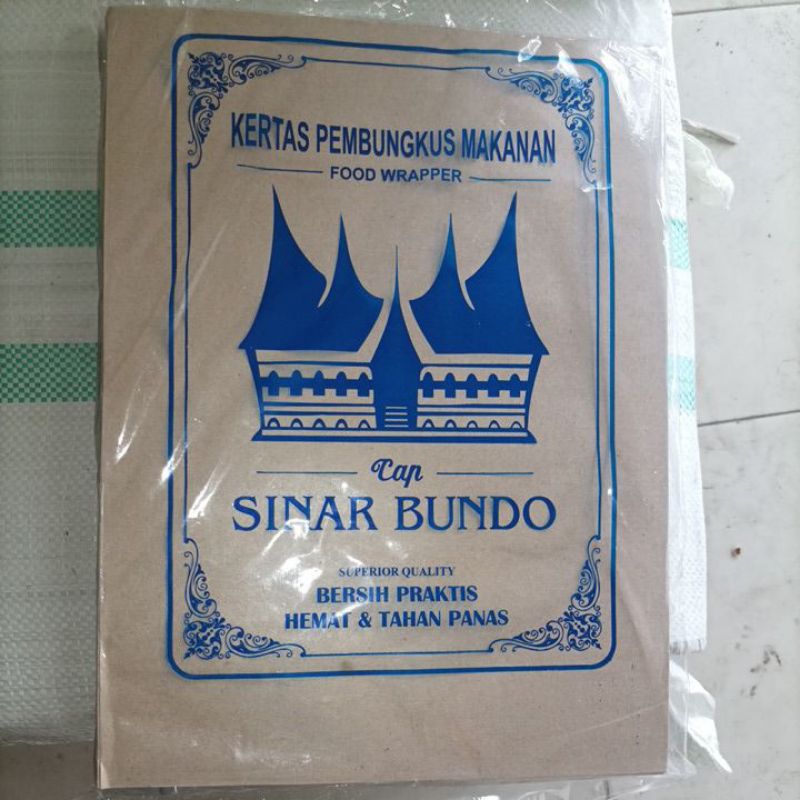 KERTAS PEMBUNGKUS MAKANAN
FOOD WRAPPER
Cap
SINAR BUNDO
SUPERIOR QUALITY
BERSIH PRAKTIS
HEMAT & TAHAN PANAS